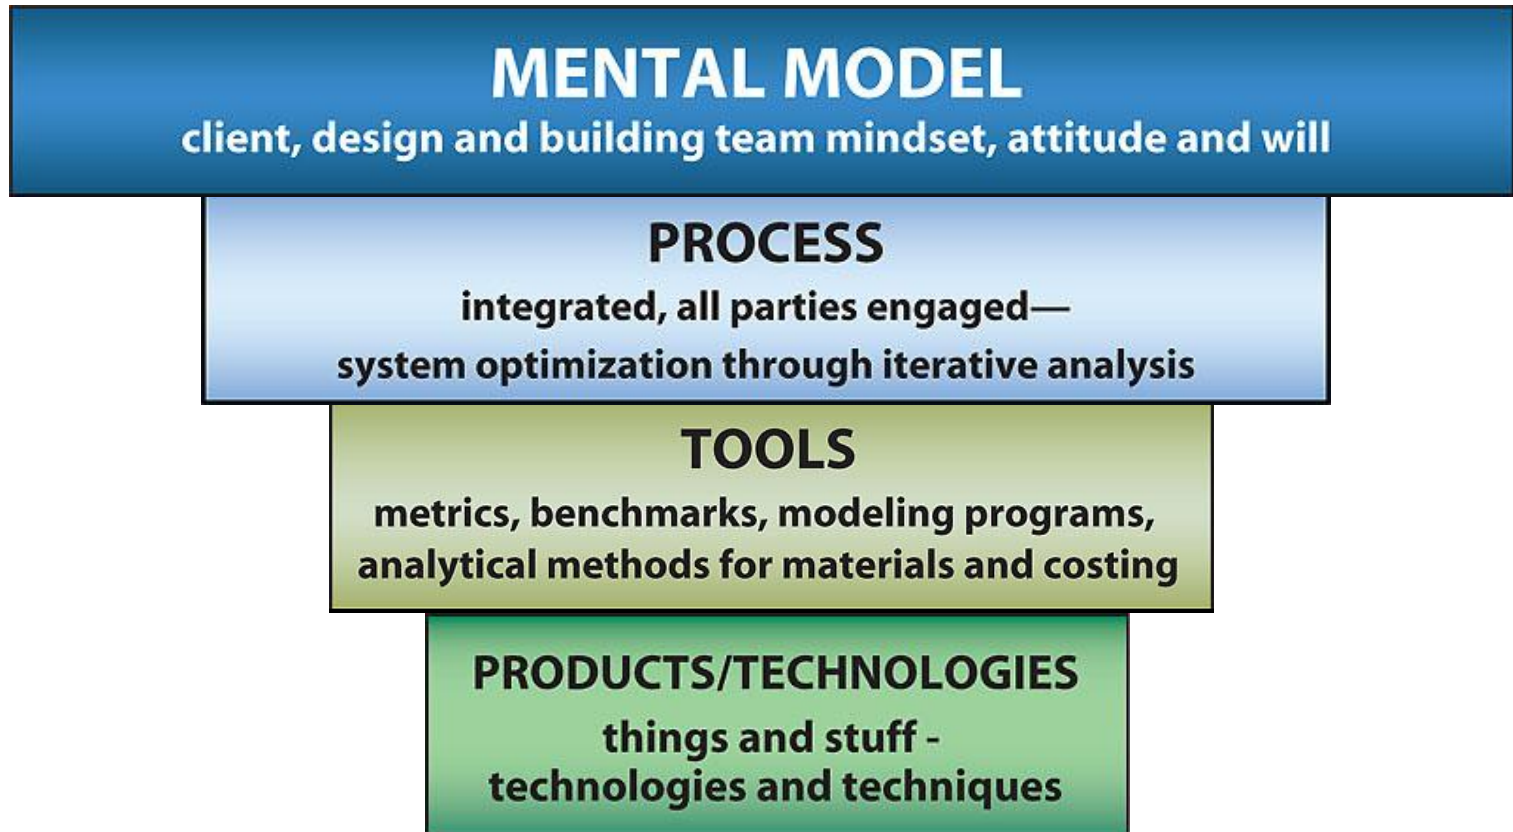 MENTAL MODEL
client, design and building team mindset, attitude and will
PROCESS
integrated, all parties engaged—
system optimization through iterative analysis
TOOLS
metrics, benchmarks, modeling programs,
analytical methods for materials and costing
PRODUCTS/TECHNOLOGIES
things and stuff -
technologies and techniques